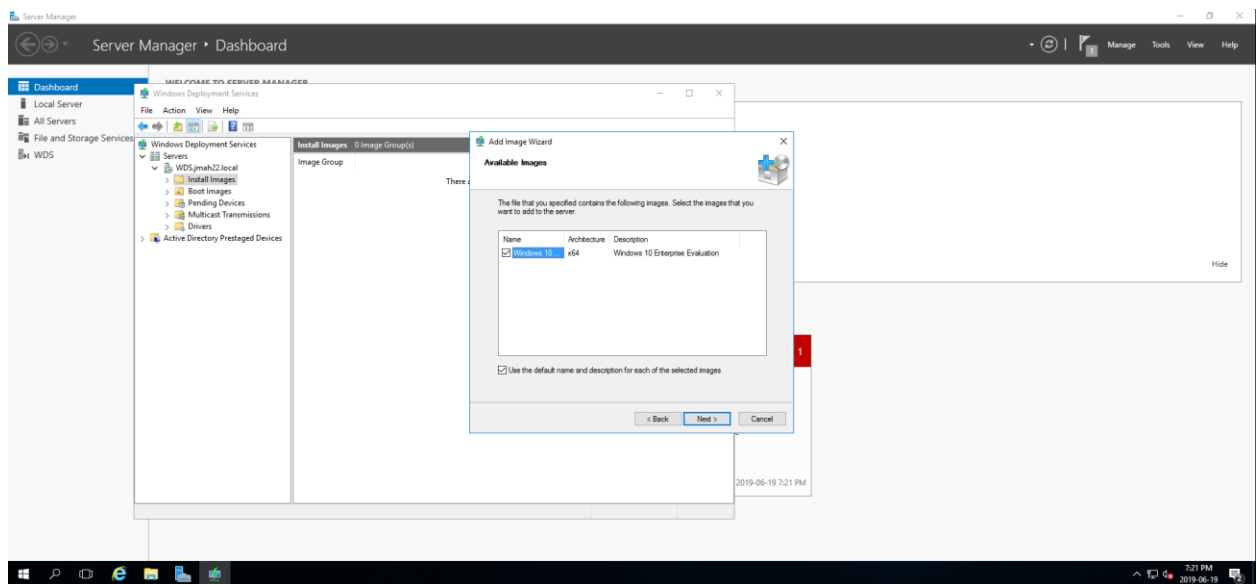 Server Manager
Server Manager • Dashboard
1 Manage Tools View Help
Dashboard
Local Server
All Servers
File and Storage Services
WDS
WELCOME TO SERVER MANAGER
Windows Deployment Services
File Action View Help
Windows Deployment Services
Servers
WDS.jmah22.local
Install Images
Boot Images
Pending Devices
Multicast Transmissions
Drivers
Active Directory Prestaged Devices
Install Images 0 Image Group(s)
Image Group
There
Add Image Wizard
Available Images
The file that you specified contains the following images. Select the images that you
want to add to the server.
Name Architecture Description
Windows 10 ... x64 Windows 10 Enterprise Evaluation
Use the default name and description for each of the selected images
< Back Next > Cancel
Hide
1
2019-06-19 7:21 PM
7:21 PM
2019-06-19